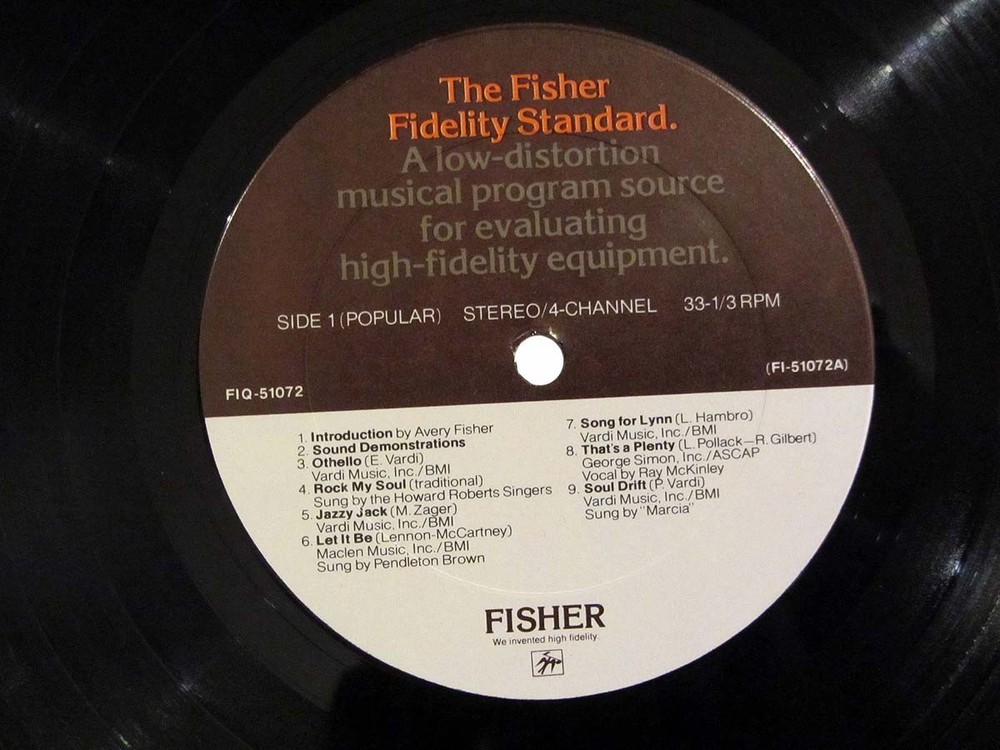 The Fisher
Fidelity Standard.
A low-distortion
musical program source
for evaluating
high-fidelity equipment.
SIDE 1 (POPULAR) STEREO/4-CHANNEL 33-1/3 RPM
FIQ-51072
(FI-51072A)
1. Introduction by Avery Fisher
2. Sound Demonstrations
3. Othello (E. Vardi)
Vardi Music, Inc./BMI
4. Rock My Soul (traditional)
Sung by the Howard Roberts Singers
5. Jazzy Jack (M. Zager)
Vardi Music, Inc./BMI
6. Let It Be (Lennon-McCartney)
Maclen Music, Inc./BMI
Sung by Pendleton Brown
7. Song for Lynn (L. Hambro)
Vardi Music, Inc./BMI
8. That's a Plenty (L. Pollack—R. Gilbert)
George Simon, Inc./ASCAP
Vocal by Ray McKinley
9. Soul Drift (P. Vardi)
Vardi Music, Inc./BMI
Sung by "Marcia"
FISHER
We invented high fidelity.